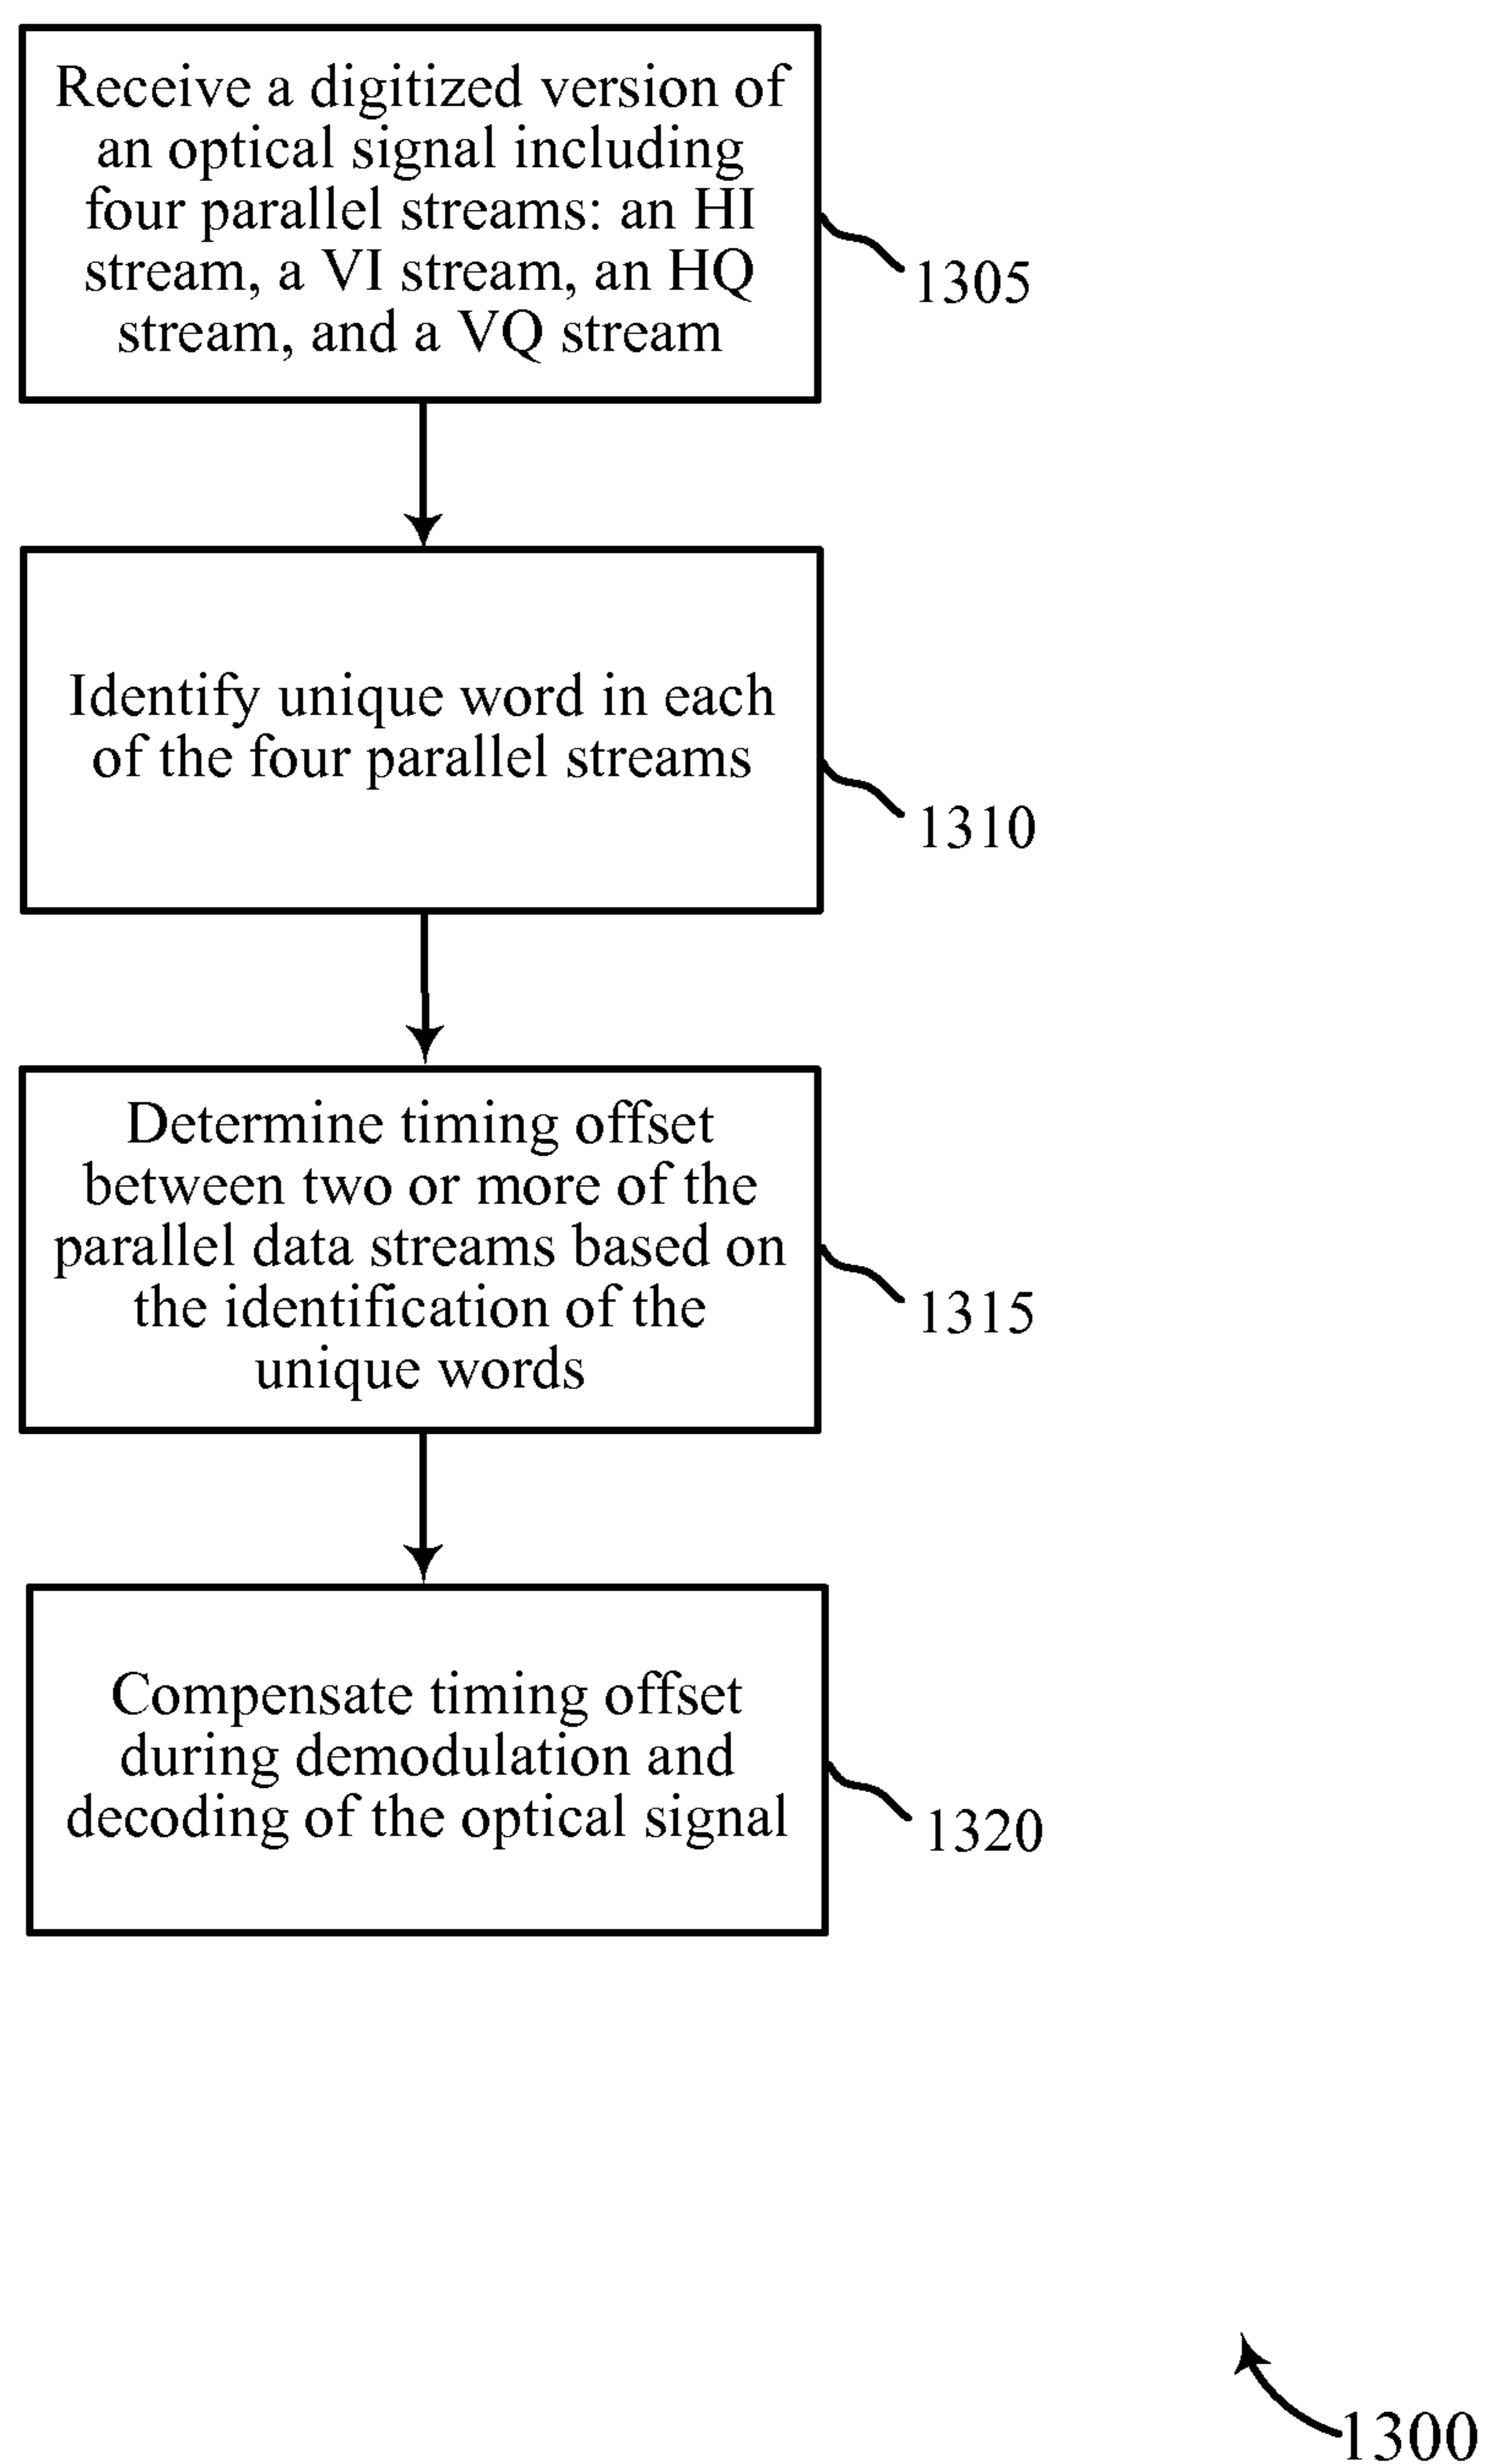 Receive a digitized version of
an optical signal including
four parallel streams: an HI
stream, a VI stream, an HQ
stream, and a VQ stream
1305
Identify unique word in each
of the four parallel streams
1310
Determine timing offset
between two or more of the
parallel data streams based on
the identification of the
unique words
1315
Compensate timing offset
during demodulation and
decoding of the optical signal
1320
1300